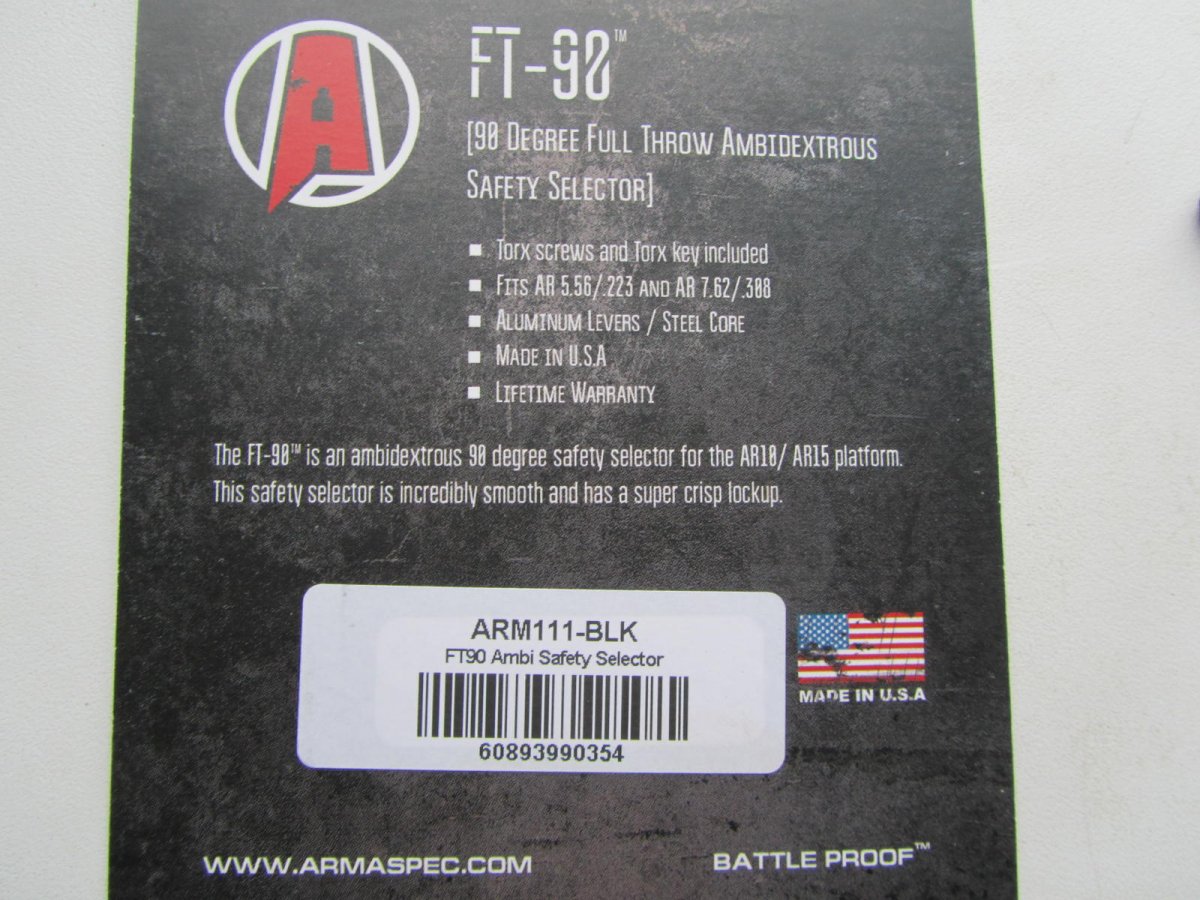 FT-90™
[90 Degree Full Throw Ambidextrous
Safety Selector]
■ Torx screws and Torx key included
■ Fits AR 5.56/.223 and AR 7.62/.308
■ Aluminum Levers / Steel Core
■ Made in U.S.A
■ Lifetime Warranty
The FT-90™ is an ambidextrous 90 degree safety selector for the AR10/ AR15 platform.
This safety selector is incredibly smooth and has a super crisp lockup.
ARM111-BLK
FT90 Ambi Safety Selector
60893990354
MADE IN U.S.A
WWW.ARMASPEC.COM
BATTLE PROOF™